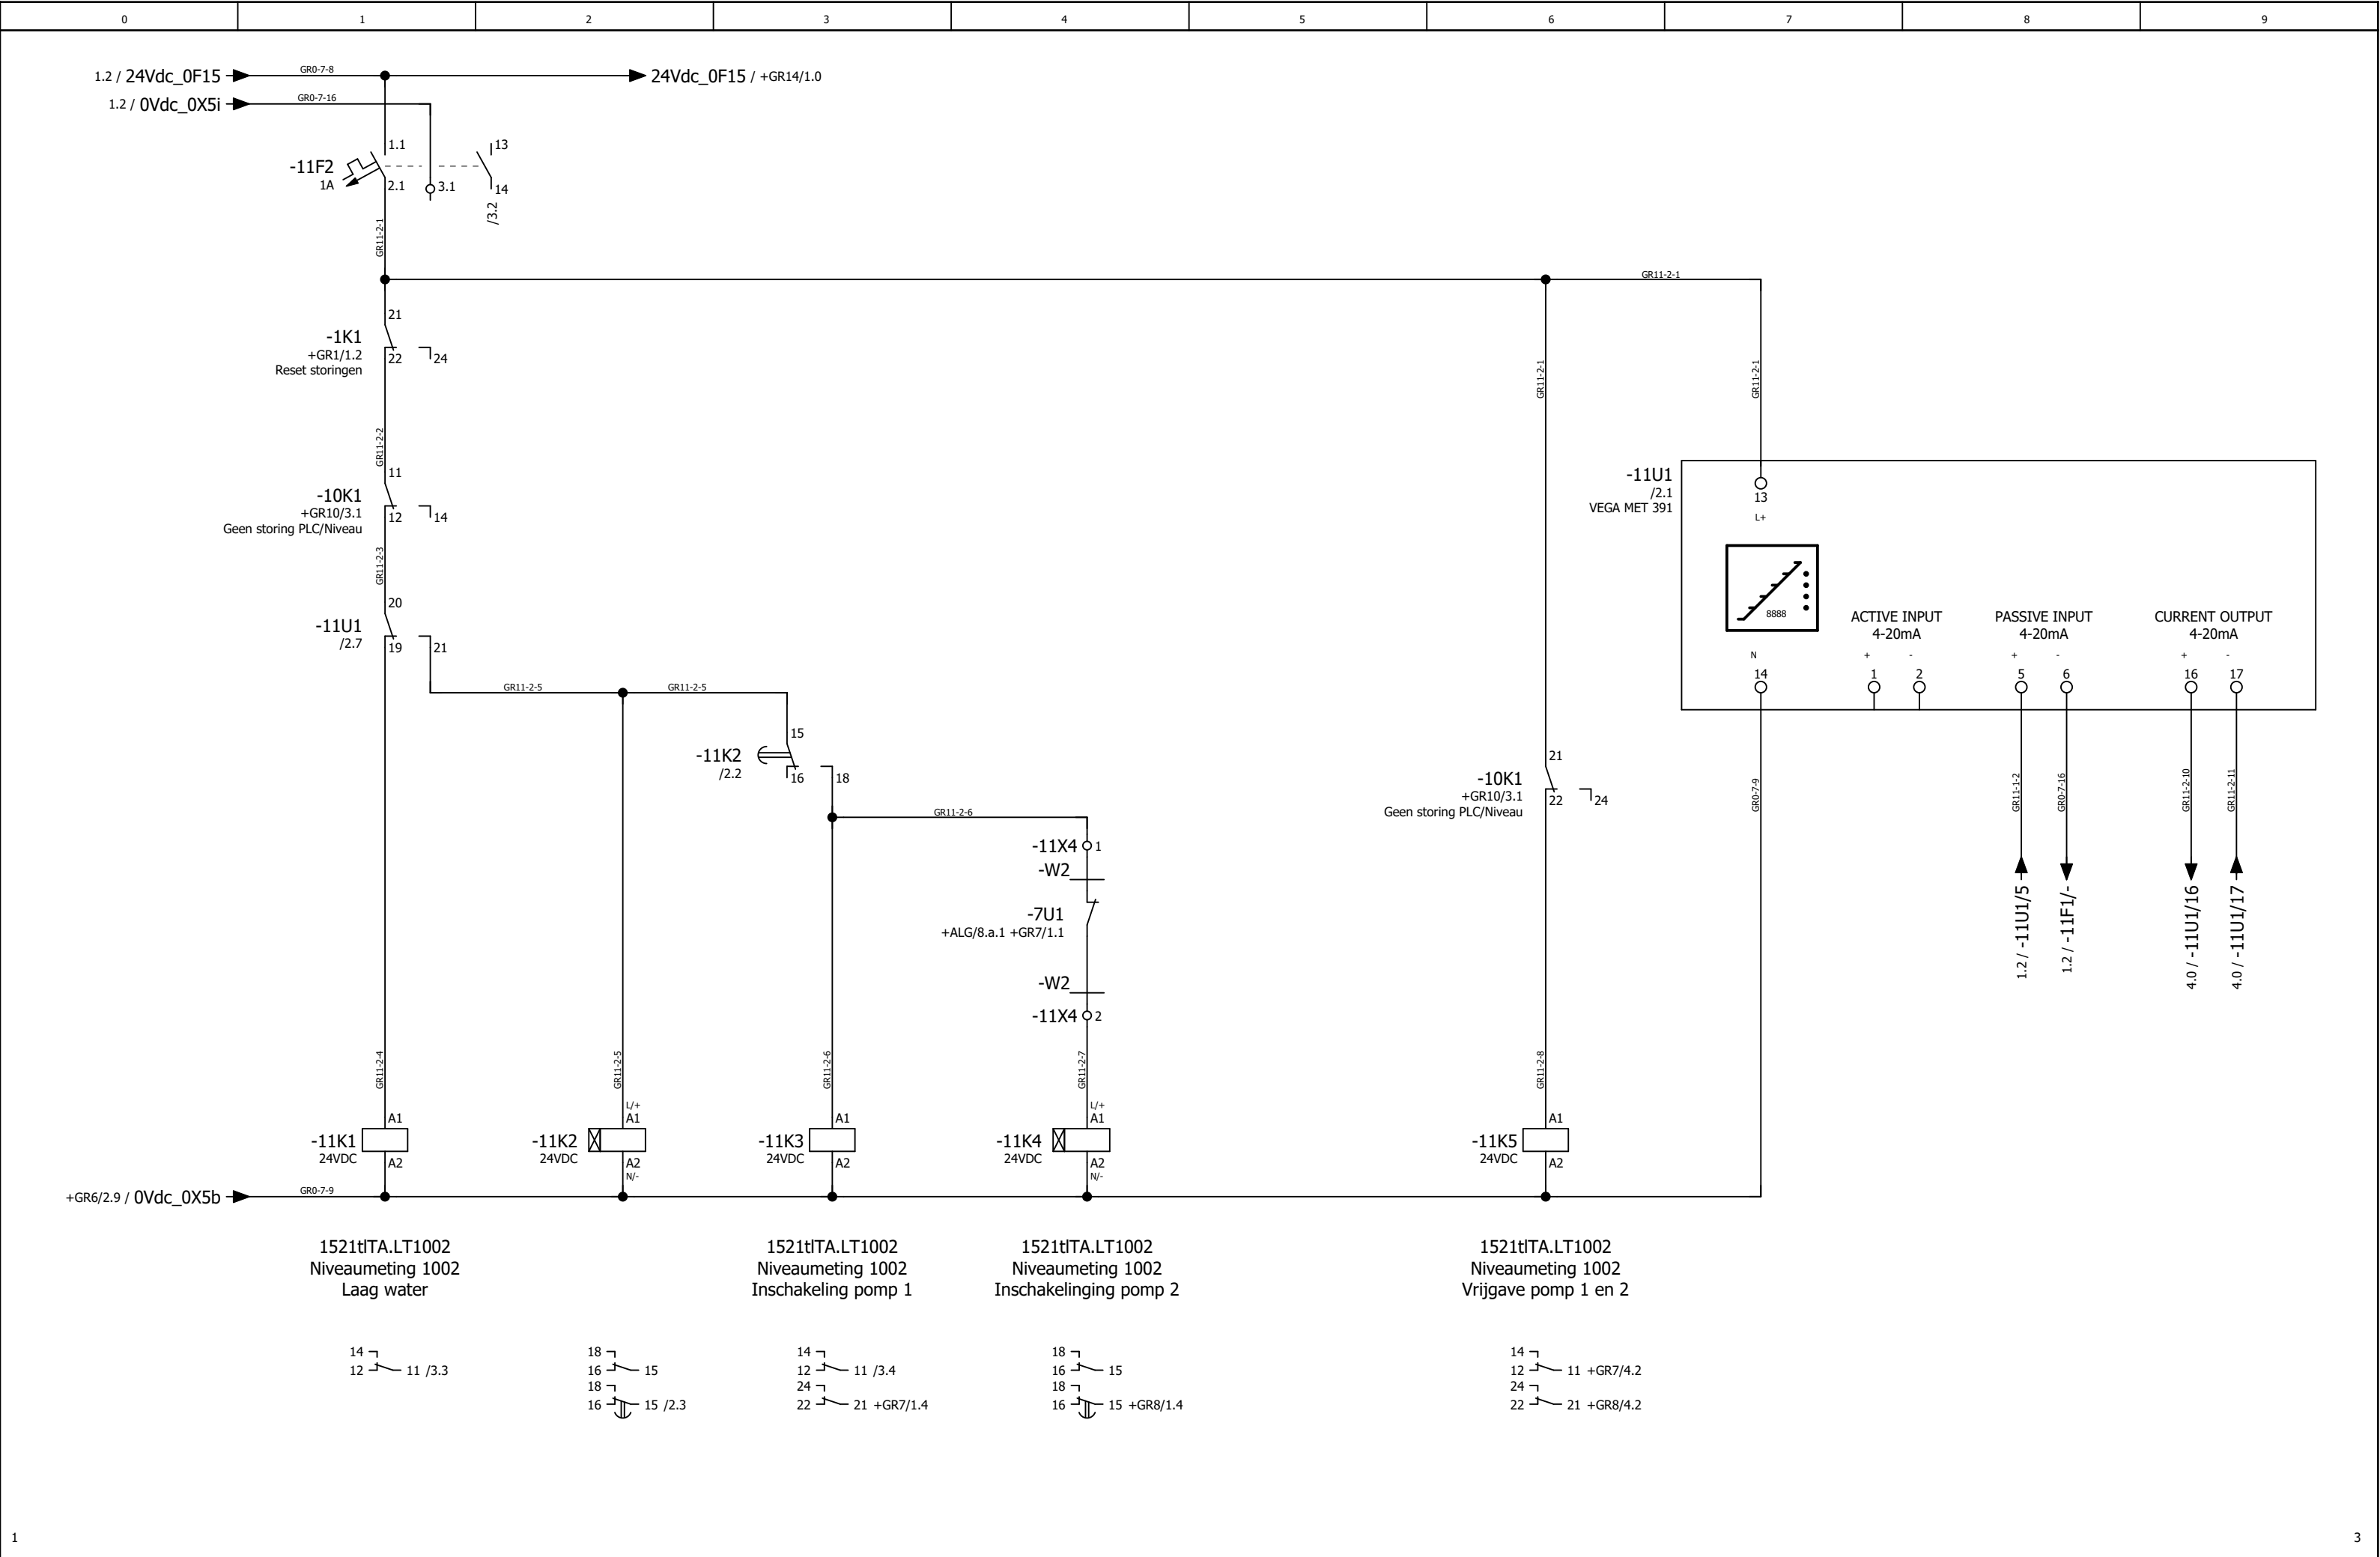 0 1 2 3 4 5 6 7 8 9
1.2 / 24Vdc_0F15
GR0-7-8
24Vdc_0F15 / +GR14/1.0
1.2 / 0Vdc_0X5i
GR0-7-16
-11F2
1A
1.1
2.1
3.1
13
14
/3.2
GR11-2-1
GR11-2-1
-1K1
+GR1/1.2
Reset storingen
21
22
24
GR11-2-2
-10K1
+GR10/3.1
Geen storing PLC/Niveau
11
12
14
GR11-2-3
-11U1
/2.7
20
19
21
GR11-2-5
GR11-2-5
-11K2
/2.2
15
16
18
GR11-2-6
-11X4
1
-W2
-7U1
+ALG/8.a.1 +GR7/1.1
-W2
-11X4
2
GR11-2-1
-10K1
+GR10/3.1
Geen storing PLC/Niveau
21
22
24
GR11-2-1
-11U1
/2.1
VEGA MET 391
13
L+
8888
ACTIVE INPUT
4-20mA
PASSIVE INPUT
4-20mA
CURRENT OUTPUT
4-20mA
N
+ -
+ -
+ -
14
1 2
5 6
16 17
GR0-7-9
GR11-1-2
GR0-7-16
GR11-2-10
GR11-2-11
1.2 / -11U1/5
1.2 / -11F1/-
4.0 / -11U1/16
4.0 / -11U1/17
GR11-2-4
GR11-2-5
GR11-2-6
GR11-2-7
GR11-2-8
-11K1
24VDC
A1
A2
-11K2
24VDC
L/+
A1
A2
N/-
-11K3
24VDC
A1
A2
-11K4
24VDC
L/+
A1
A2
N/-
-11K5
24VDC
A1
A2
+GR6/2.9 / 0Vdc_0X5b
GR0-7-9
1521tlTA.LT1002
Niveaumeting 1002
Laag water
1521tlTA.LT1002
Niveaumeting 1002
Inschakeling pomp 1
1521tlTA.LT1002
Niveaumeting 1002
Inschakelinging pomp 2
1521tlTA.LT1002
Niveaumeting 1002
Vrijgave pomp 1 en 2
14
12 11 /3.3
18
16 15
18
16 15 /2.3
14
12 11 /3.4
24
22 21 +GR7/1.4
18
16 15
18
16 15 +GR8/1.4
14
12 11 +GR7/4.2
24
22 21 +GR8/4.2
1
3